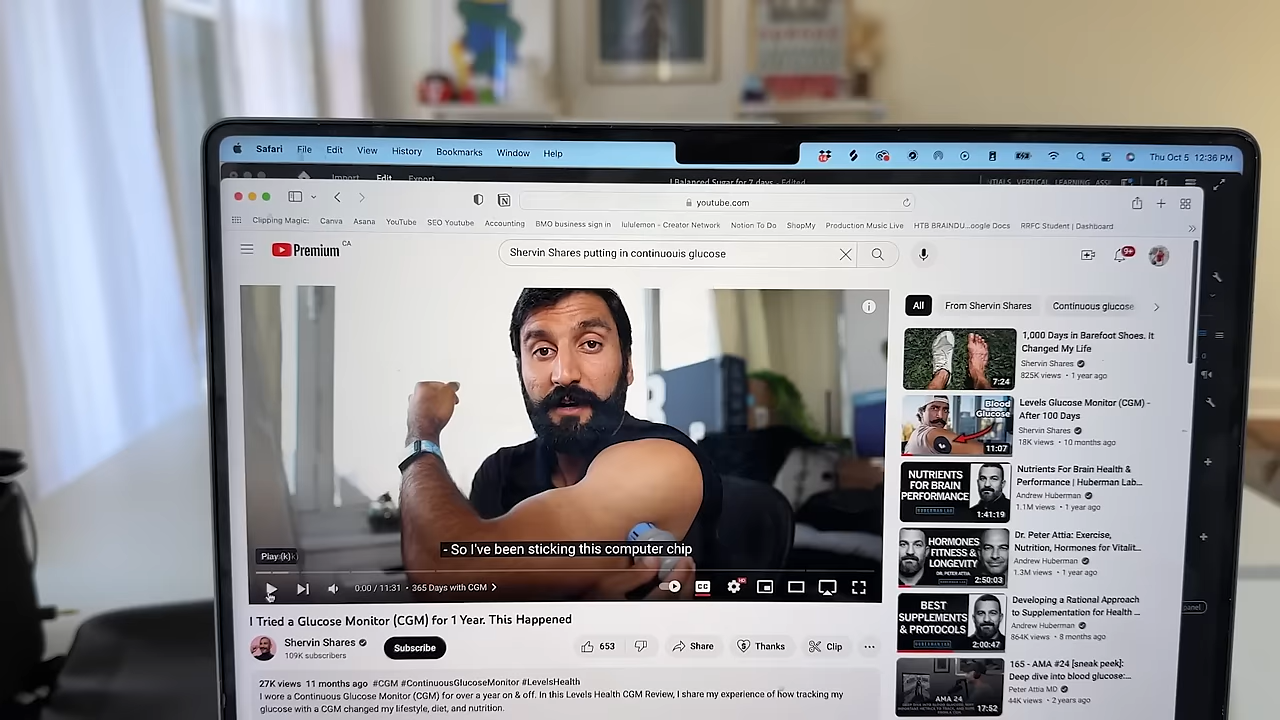 Safari File Edit View History Bookmarks Window Help
Thu Oct 5 12:36 PM
Import Edit Export
Balanced Sugar for 7 days - Edited
youtube.com
Clipping Magic: Canva Asana YouTube SEO Youtube Accounting BMO business sign in lululemon - Creator Network Notion To Do ShopMy Production Music Live HTB BRAINDU...oogle Docs RRFC Student | Dashboard
Premium CA
Shervin Shares putting in continuouis glucose
9+
All From Shervin Shares Continuous glucose
1,000 Days in Barefoot Shoes. It
Changed My Life
Shervin Shares
825K views • 1 year ago
7:24
Blood
Glucose
11:07
Levels Glucose Monitor (CGM) -
After 100 Days
Shervin Shares
18K views • 10 months ago
NUTRIENTS
FOR BRAIN
PERFORMANCE
1:41:19
Nutrients For Brain Health &
Performance | Huberman Lab...
Andrew Huberman
1.1M views • 1 year ago
HORMONES
FITNESS &
LONGEVITY
DR. PETER ATTIA
2:50:03
Dr. Peter Attia: Exercise,
Nutrition, Hormones for Vitalit...
Andrew Huberman
1.3M views • 1 year ago
BEST
SUPPLEMENTS
& PROTOCOLS
2:00:47
Developing a Rational Approach
to Supplementation for Health ...
Andrew Huberman
864K views • 8 months ago
AMA 24
17:52
165 - AMA #24 [sneak peek]:
Deep dive into blood glucose:...
Peter Attia MD
44K views • 2 years ago
- So I've been sticking this computer chip
Play (k)
0:00 / 11:31 • 365 Days with CGM
CC HD
I Tried a Glucose Monitor (CGM) for 1 Year. This Happened
Shervin Shares
109K subscribers
Subscribe
653 Share Thanks Clip
27K views 11 months ago #CGM #ContinuousGlucoseMonitor #LevelsHealth
I wore a Continuous Glucose Monitor (CGM) for over a year on & off. In this Levels Health CGM Review, I share my experience of how tracking my
glucose with a device changed my lifestyle, diet, and nutrition.